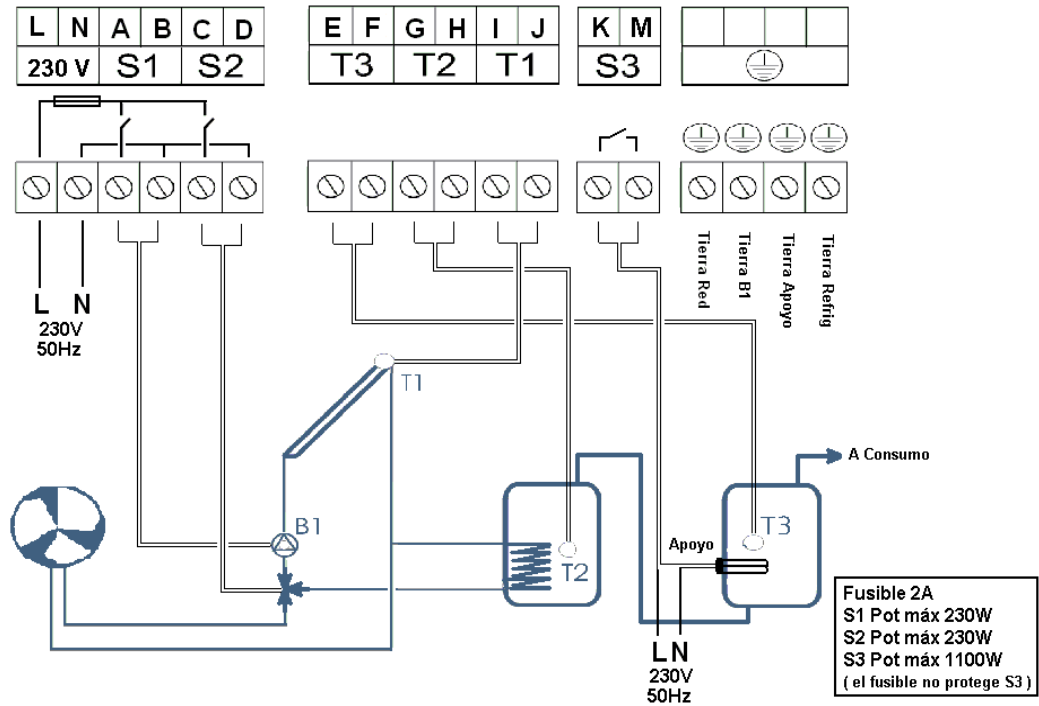 L N A B C D
230 V S1 S2
E F G H I J
T3 T2 T1
K M
S3
L N
230V
50Hz
Tierra Red
Tierra B1
Tierra Apoyo
Tierra Refrig
T1
A Consumo
B1
T2
Apoyo
T3
L N
230V
50Hz
Fusible 2A
S1 Pot máx 230W
S2 Pot máx 230W
S3 Pot máx 1100W
( el fusible no protege S3 )